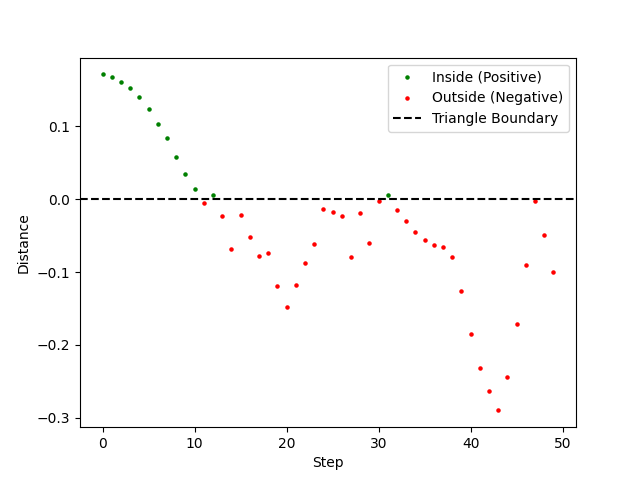 Inside (Positive)
Outside (Negative)
Triangle Boundary
Distance
0.1
0.0
−0.1
−0.2
−0.3
0
10
20
30
40
50
Step